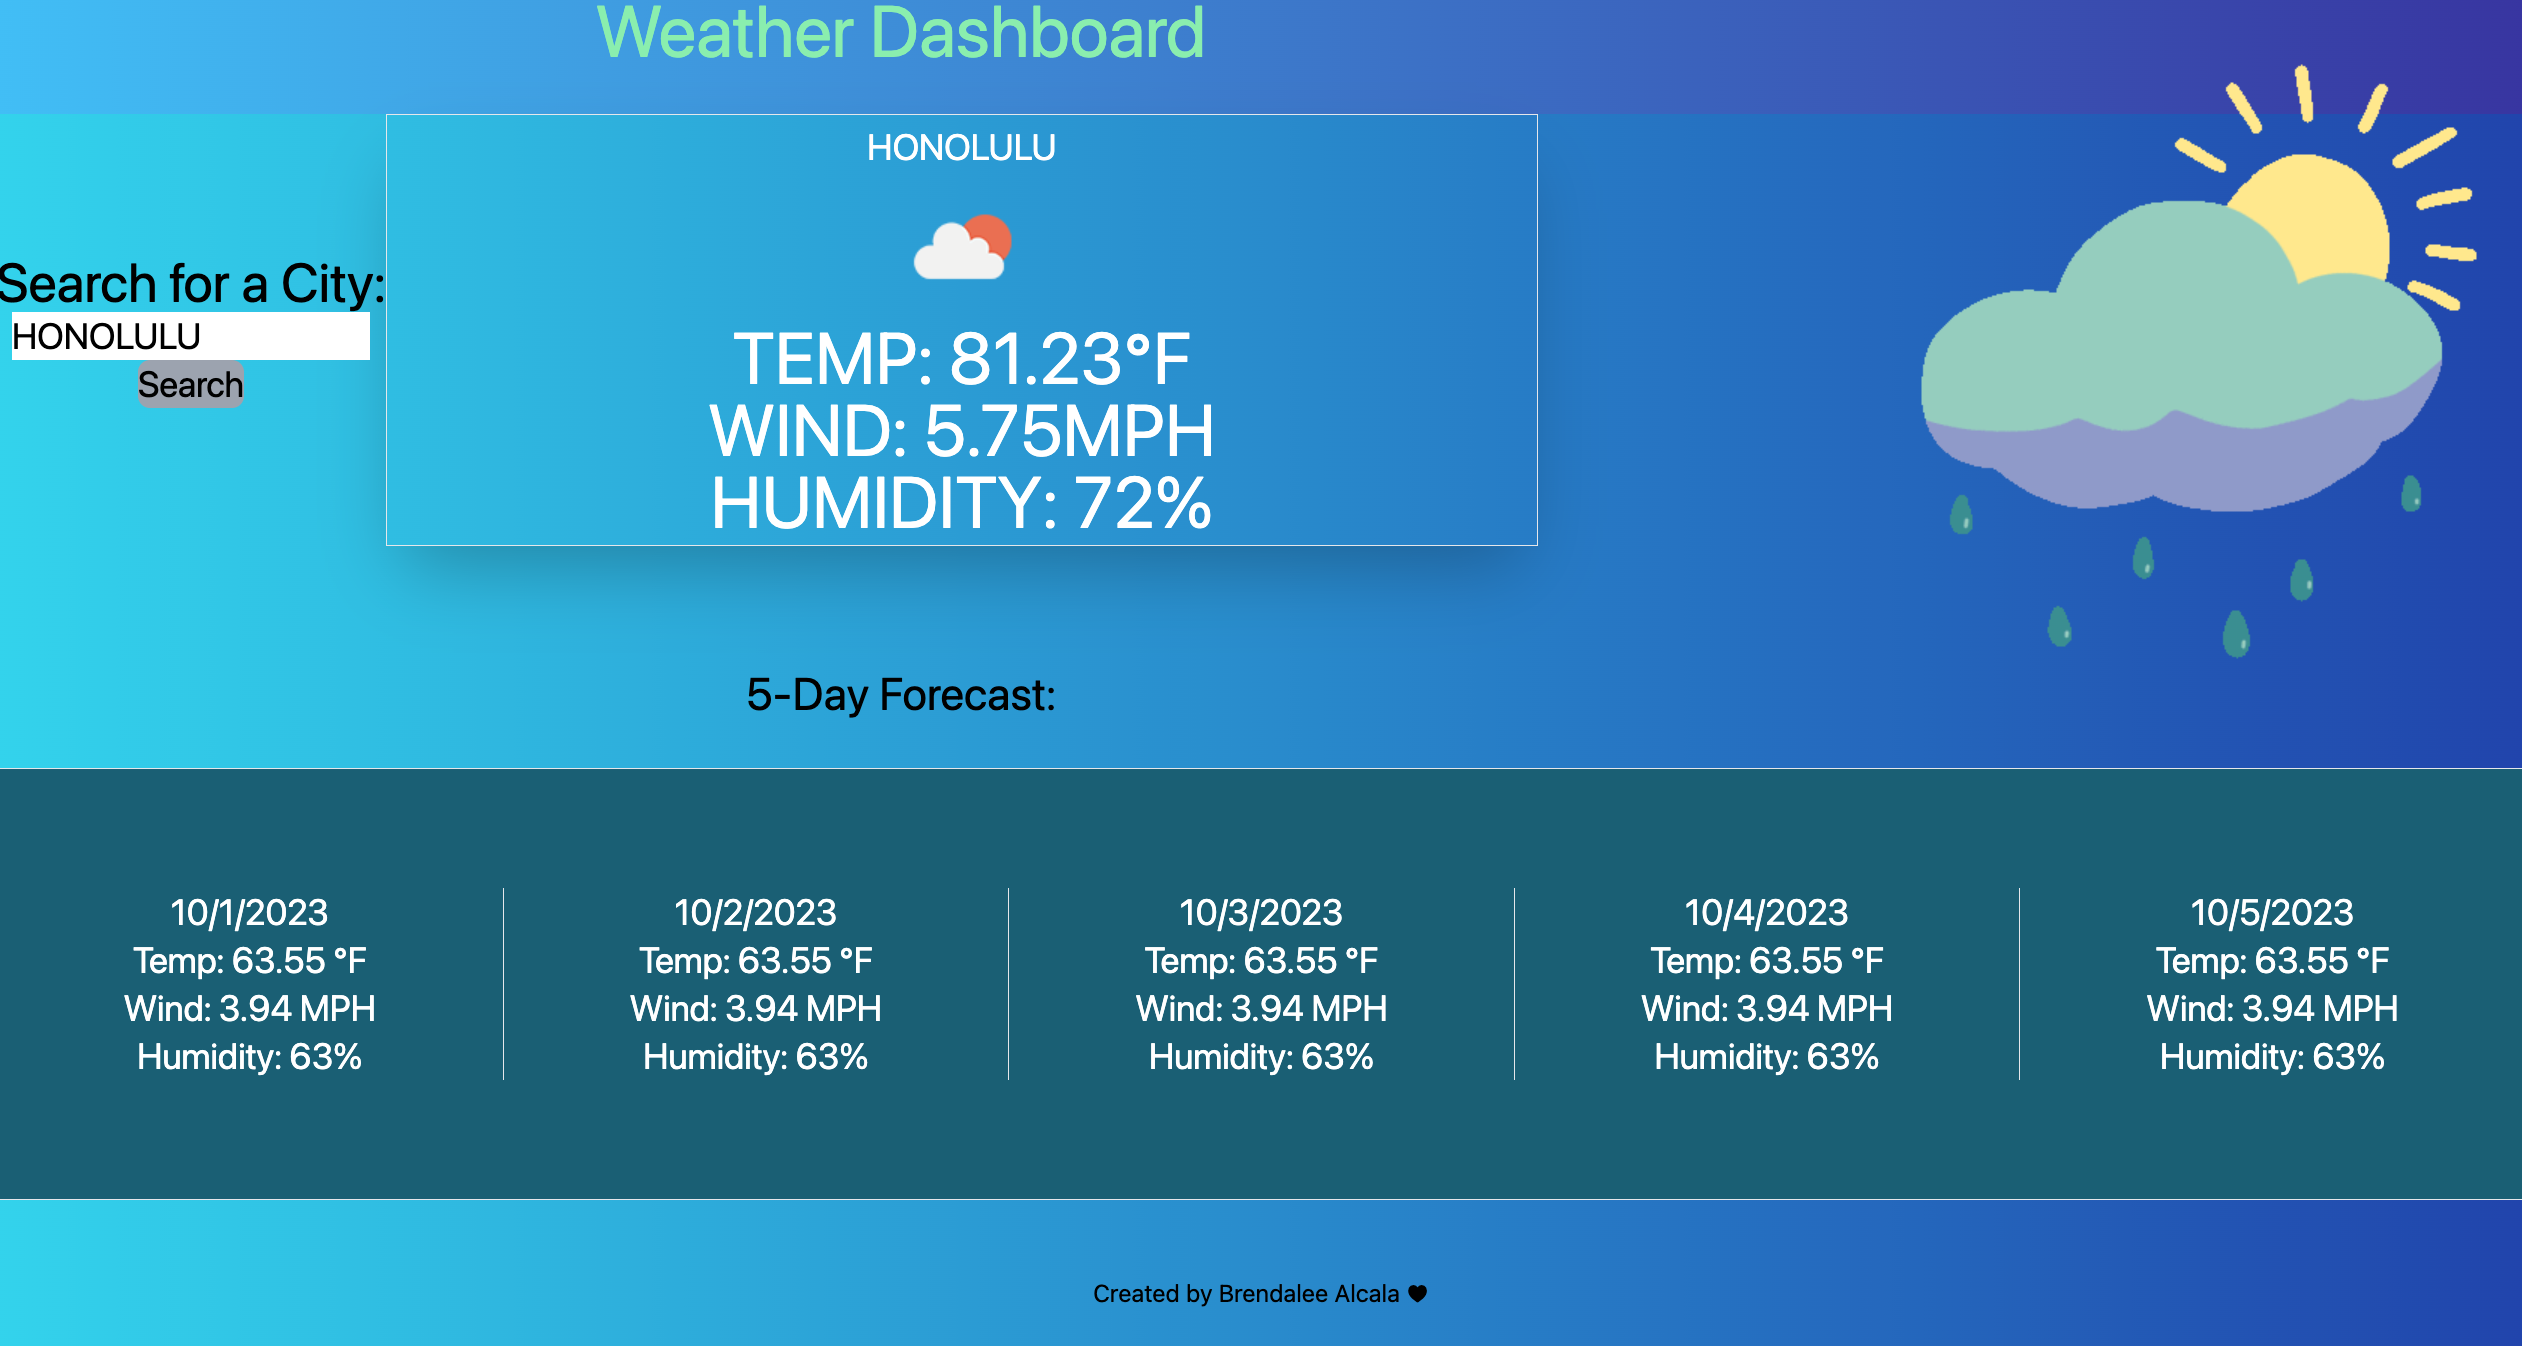 Weather Dashboard
Search for a City:
HONOLULU
Search
HONOLULU
TEMP: 81.23°F
WIND: 5.75MPH
HUMIDITY: 72%
5-Day Forecast:
10/1/2023
Temp: 63.55 °F
Wind: 3.94 MPH
Humidity: 63%
10/2/2023
Temp: 63.55 °F
Wind: 3.94 MPH
Humidity: 63%
10/3/2023
Temp: 63.55 °F
Wind: 3.94 MPH
Humidity: 63%
10/4/2023
Temp: 63.55 °F
Wind: 3.94 MPH
Humidity: 63%
10/5/2023
Temp: 63.55 °F
Wind: 3.94 MPH
Humidity: 63%
Created by Brendalee Alcala ♥